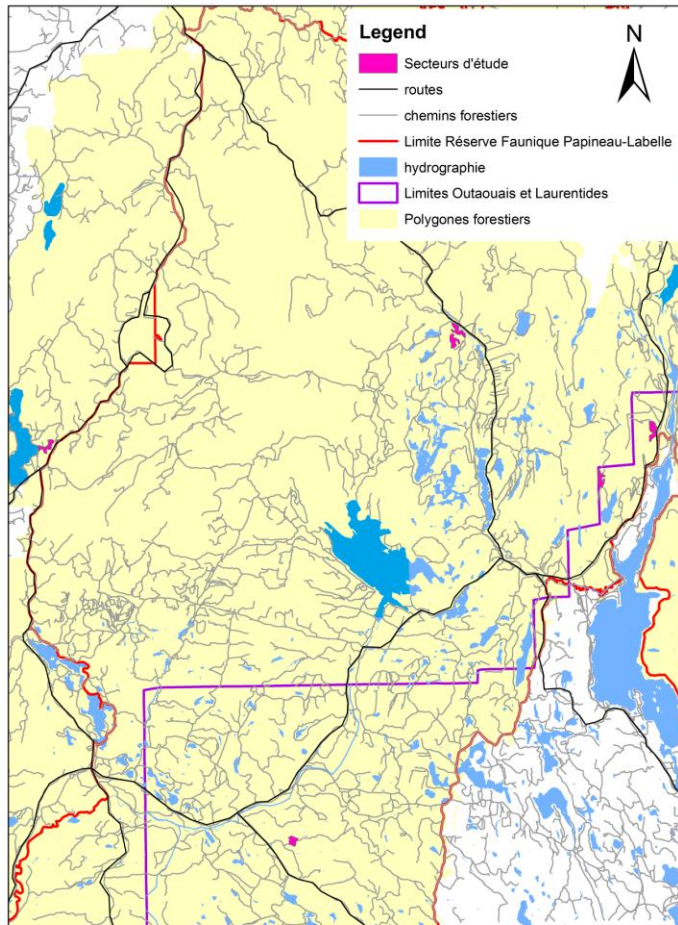 Legend
N
Secteurs d'étude
routes
chemins forestiers
Limite Réserve Faunique Papineau-Labelle
hydrographie
Limites Outaouais et Laurentides
Polygones forestiers